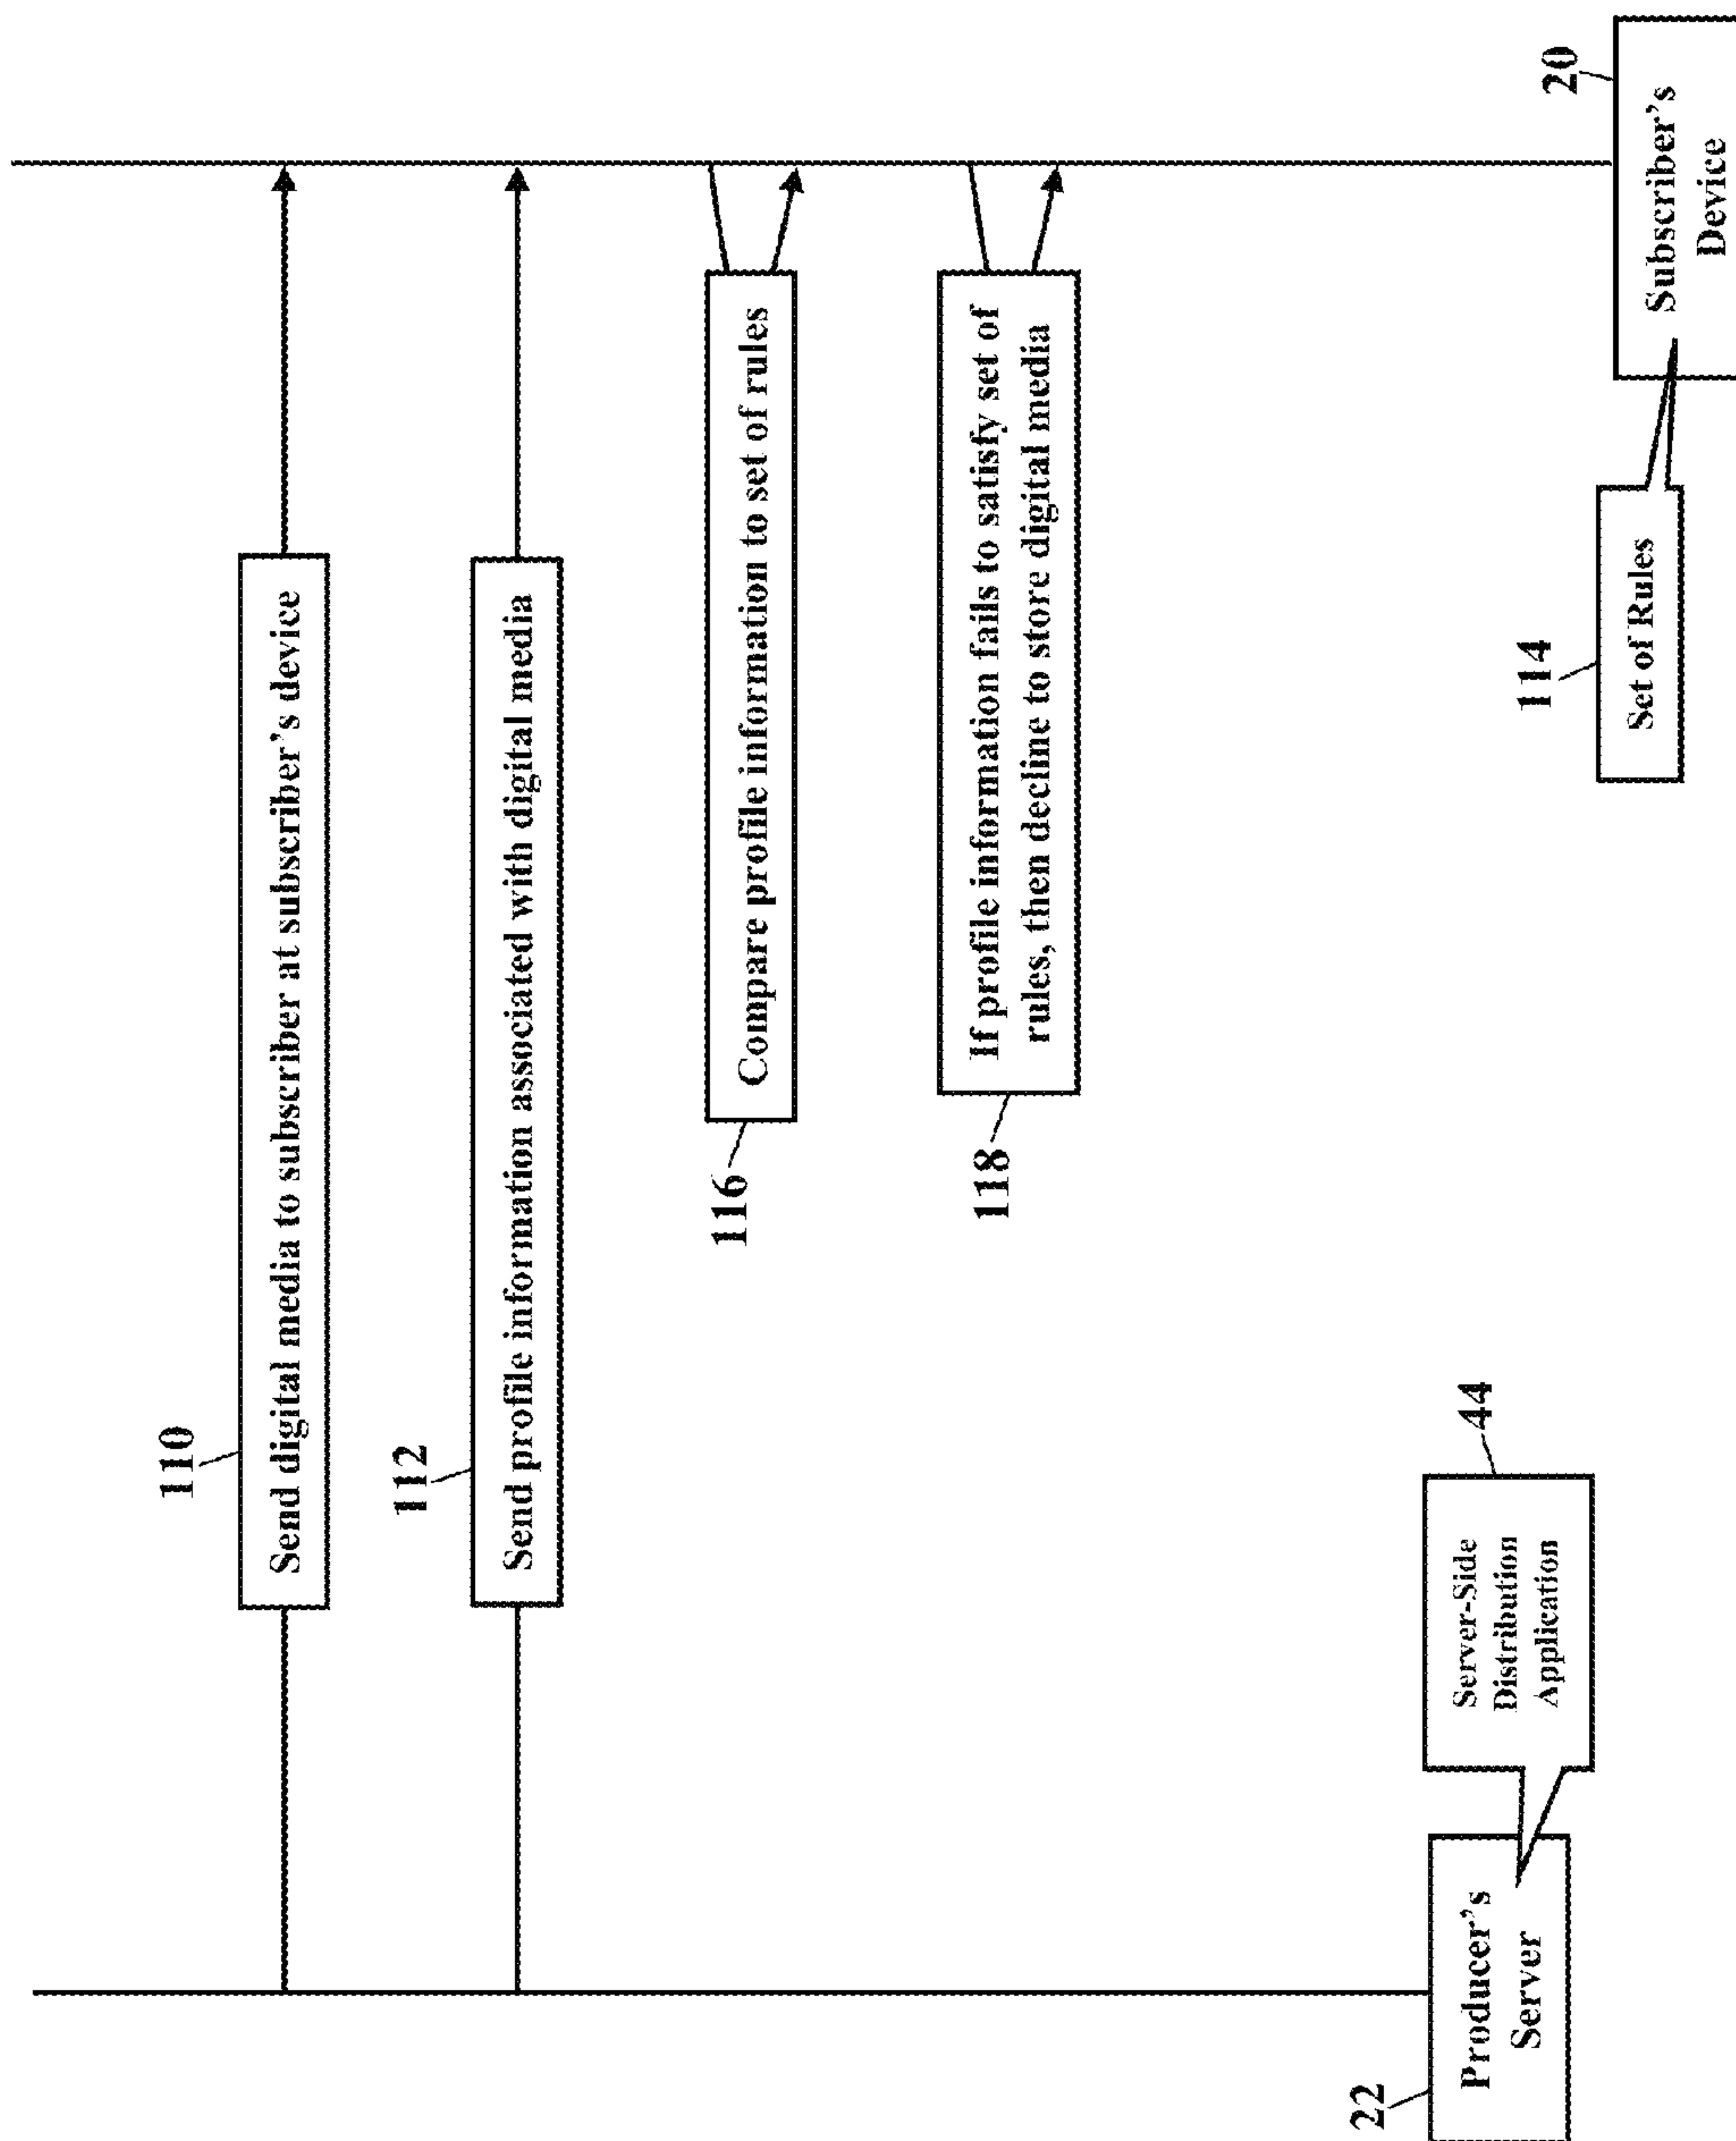 110
Send digital media to subscriber at subscriber's device
112
Send profile information associated with digital media
116
Compare profile information to set of rules
118
If profile information fails to satisfy set of
rules, then decline to store digital media
22
Producer's
Server
44
Server-Side
Distribution
Application
114
Set of Rules
20
Subscriber's
Device